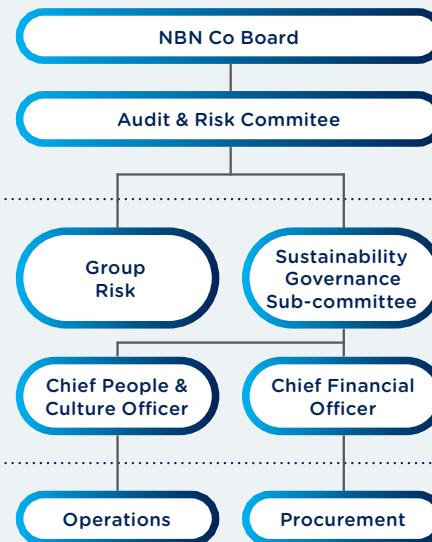 NBN Co Board
Audit & Risk Commitee
Group
Risk
Sustainability
Governance
Sub-committee
Chief People &
Culture Officer
Chief Financial
Officer
Operations
Procurement